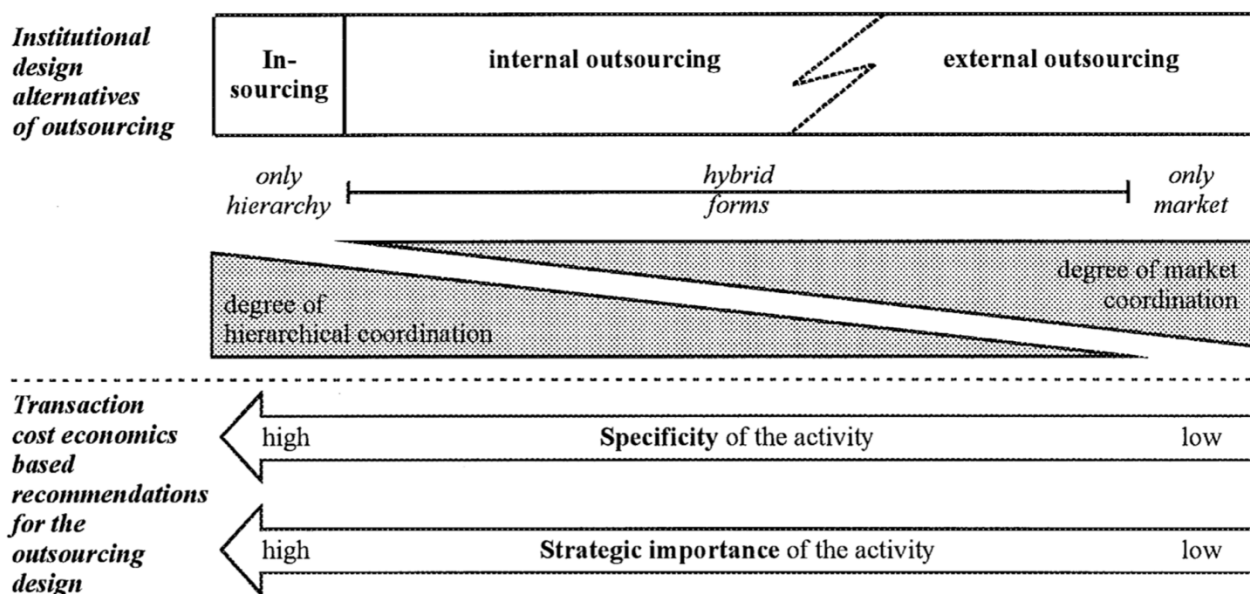 Institutional
design
alternatives
of outsourcing
In-
sourcing
internal outsourcing
external outsourcing
only
hierarchy
hybrid
forms
only
market
degree of
hierarchical coordination
degree of market
coordination
Transaction
cost economics
based
recommendations
for the
outsourcing
design
high
Specificity of the activity
low
high
Strategic importance of the activity
low